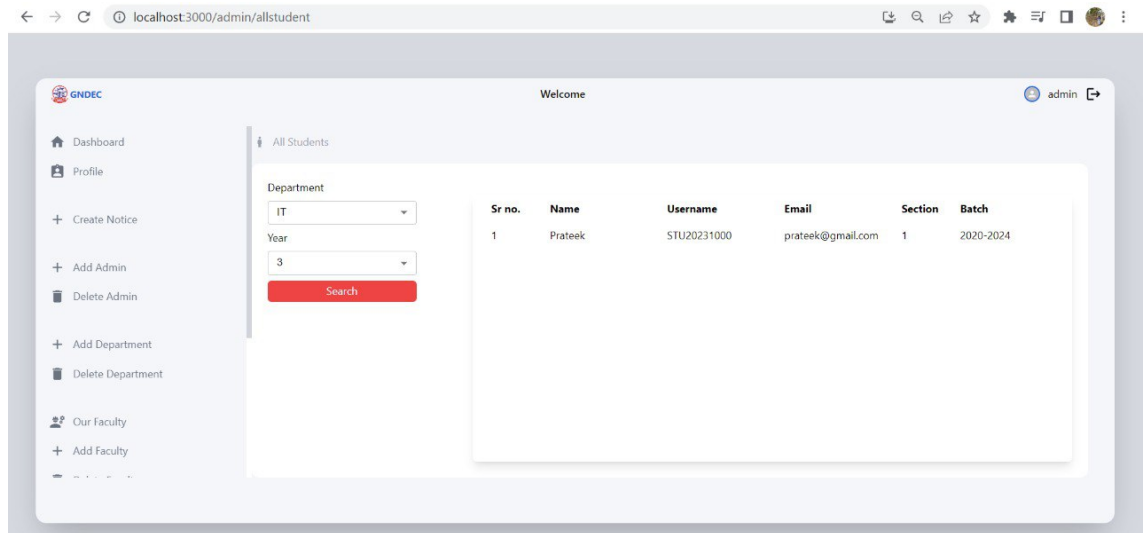 localhost:3000/admin/allstudent
GNDEC
Welcome
admin
Dashboard
Profile
Create Notice
Add Admin
Delete Admin
Add Department
Delete Department
Our Faculty
Add Faculty
All Students
Department
IT
Year
3
Search
Sr no. Name Username Email Section Batch
1 Prateek STU20231000 prateek@gmail.com 1 2020-2024